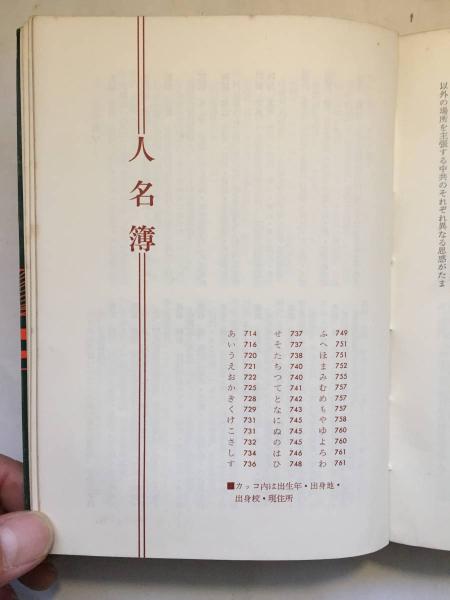 以外の場所を主張する中共のそれぞれ異なる思惑がたま
人名簿
あ 714
い 716
う 720
え 721
お 722
か 725
き 728
く 729
け 731
こ 731
さ 732
し 734
す 736
せ 737
そ 737
た 738
ち 740
つ 740
て 741
と 742
な 743
に 745
ぬ 745
の 745
は 746
ひ 748
ふ 749
へ 751
ほ 751
ま 752
み 755
む 757
め 757
も 757
や 758
ゆ 760
よ 760
ろ 761
わ 761
■カッコ内は出生年・出身地・
出身校・現住所